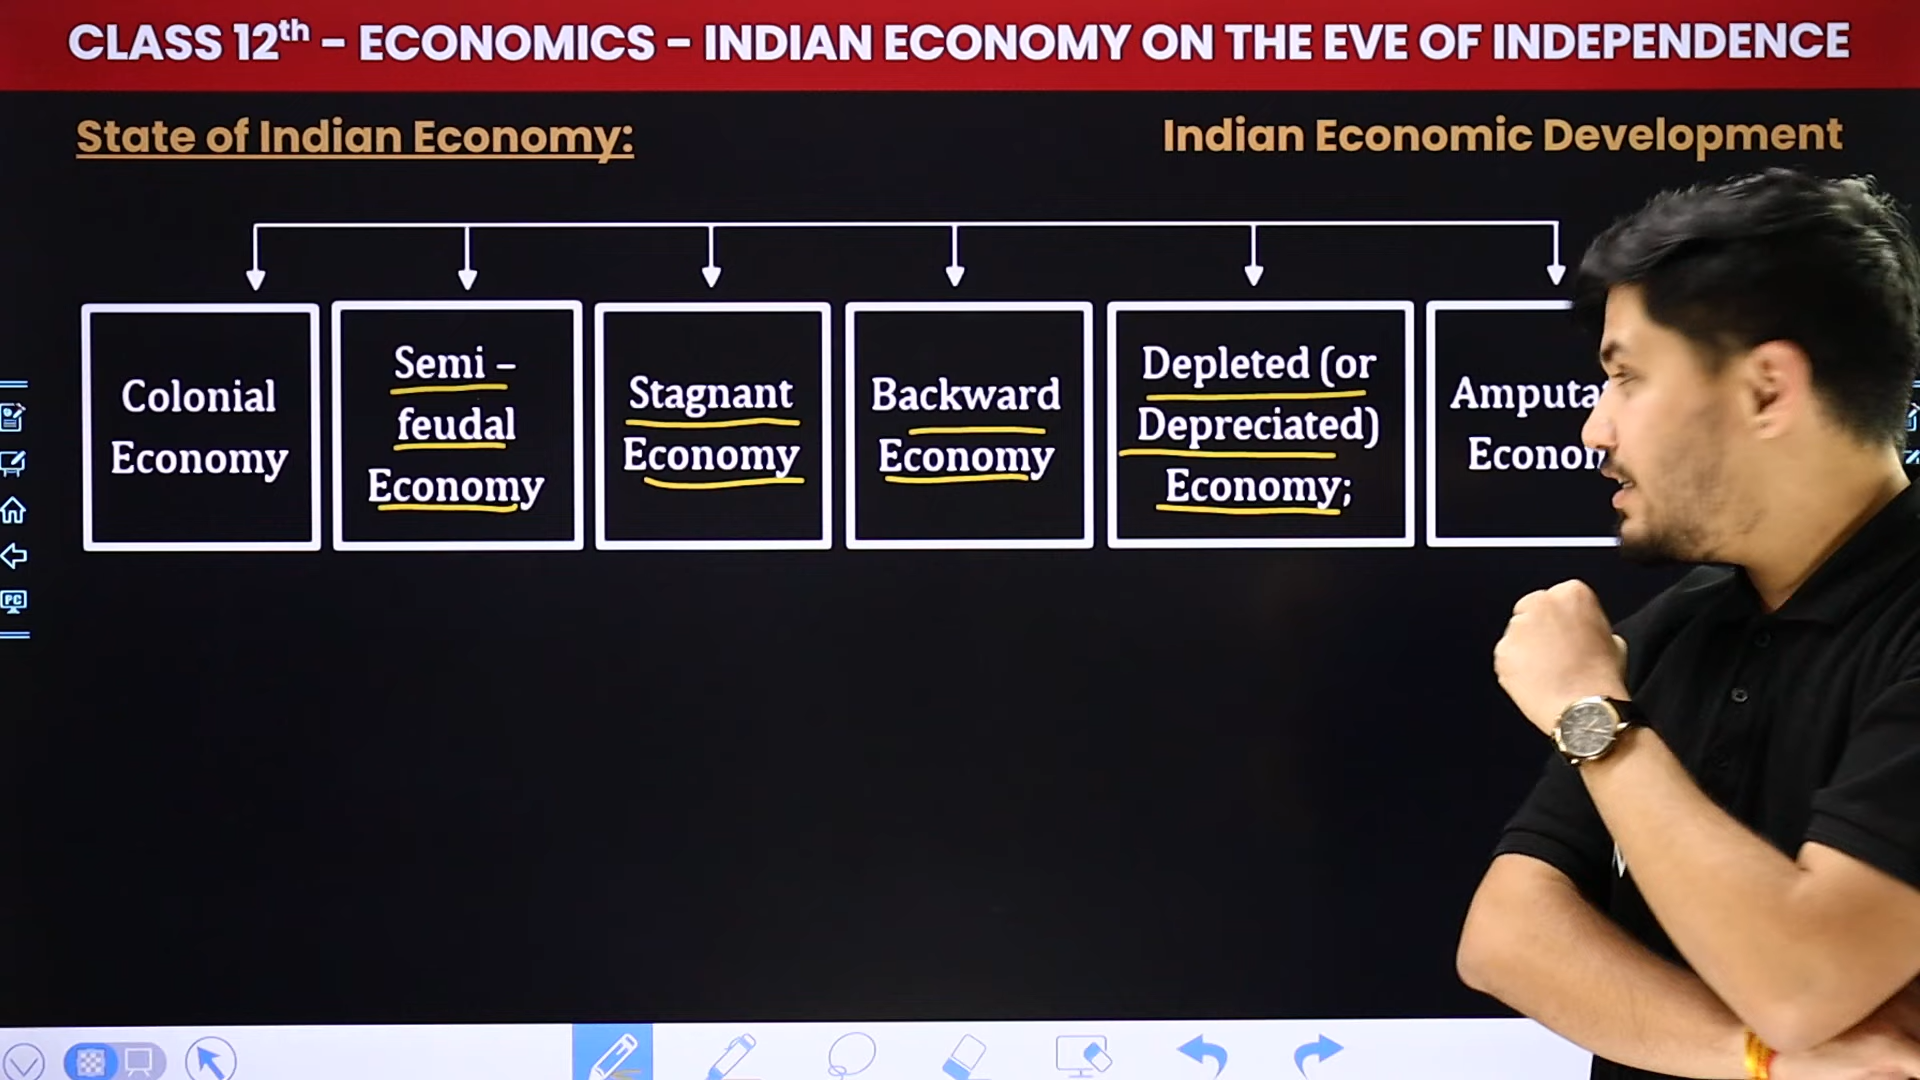 CLASS 12th – ECONOMICS – INDIAN ECONOMY ON THE EVE OF INDEPENDENCE
State of Indian Economy:
Indian Economic Development
Colonial
Economy
Semi –
feudal
Economy
Stagnant
Economy
Backward
Economy
Depleted (or
Depreciated)
Economy;
PC